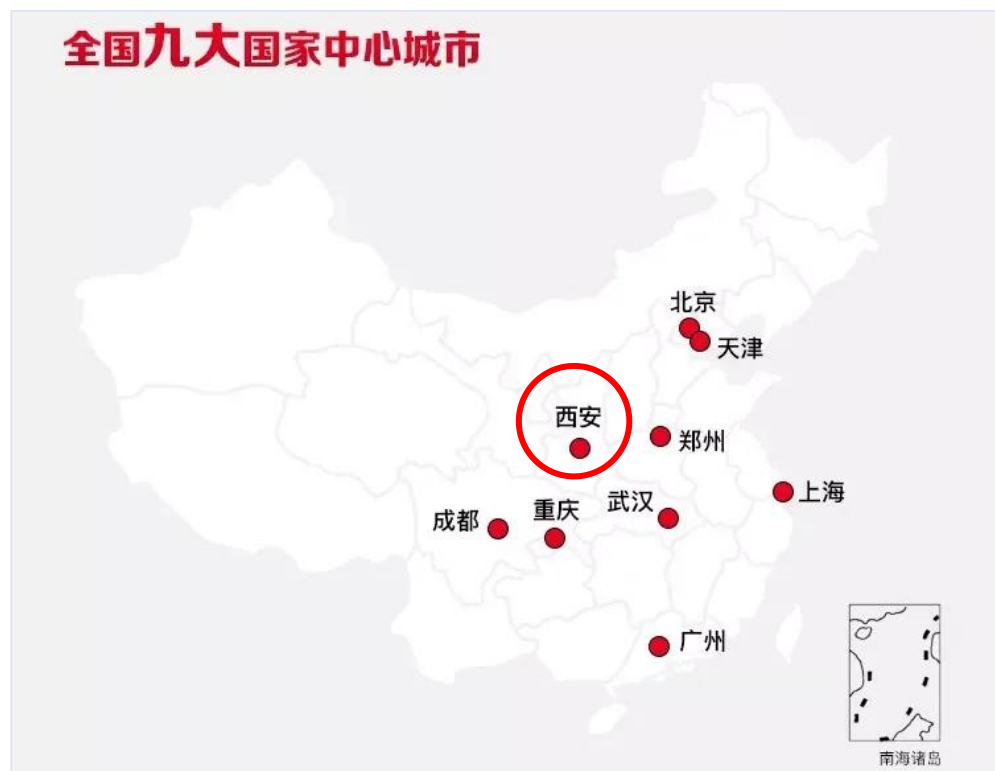 全国九大国家中心城市
北京
天津
西安
郑州
上海
武汉
重庆
成都
广州
南海诸岛